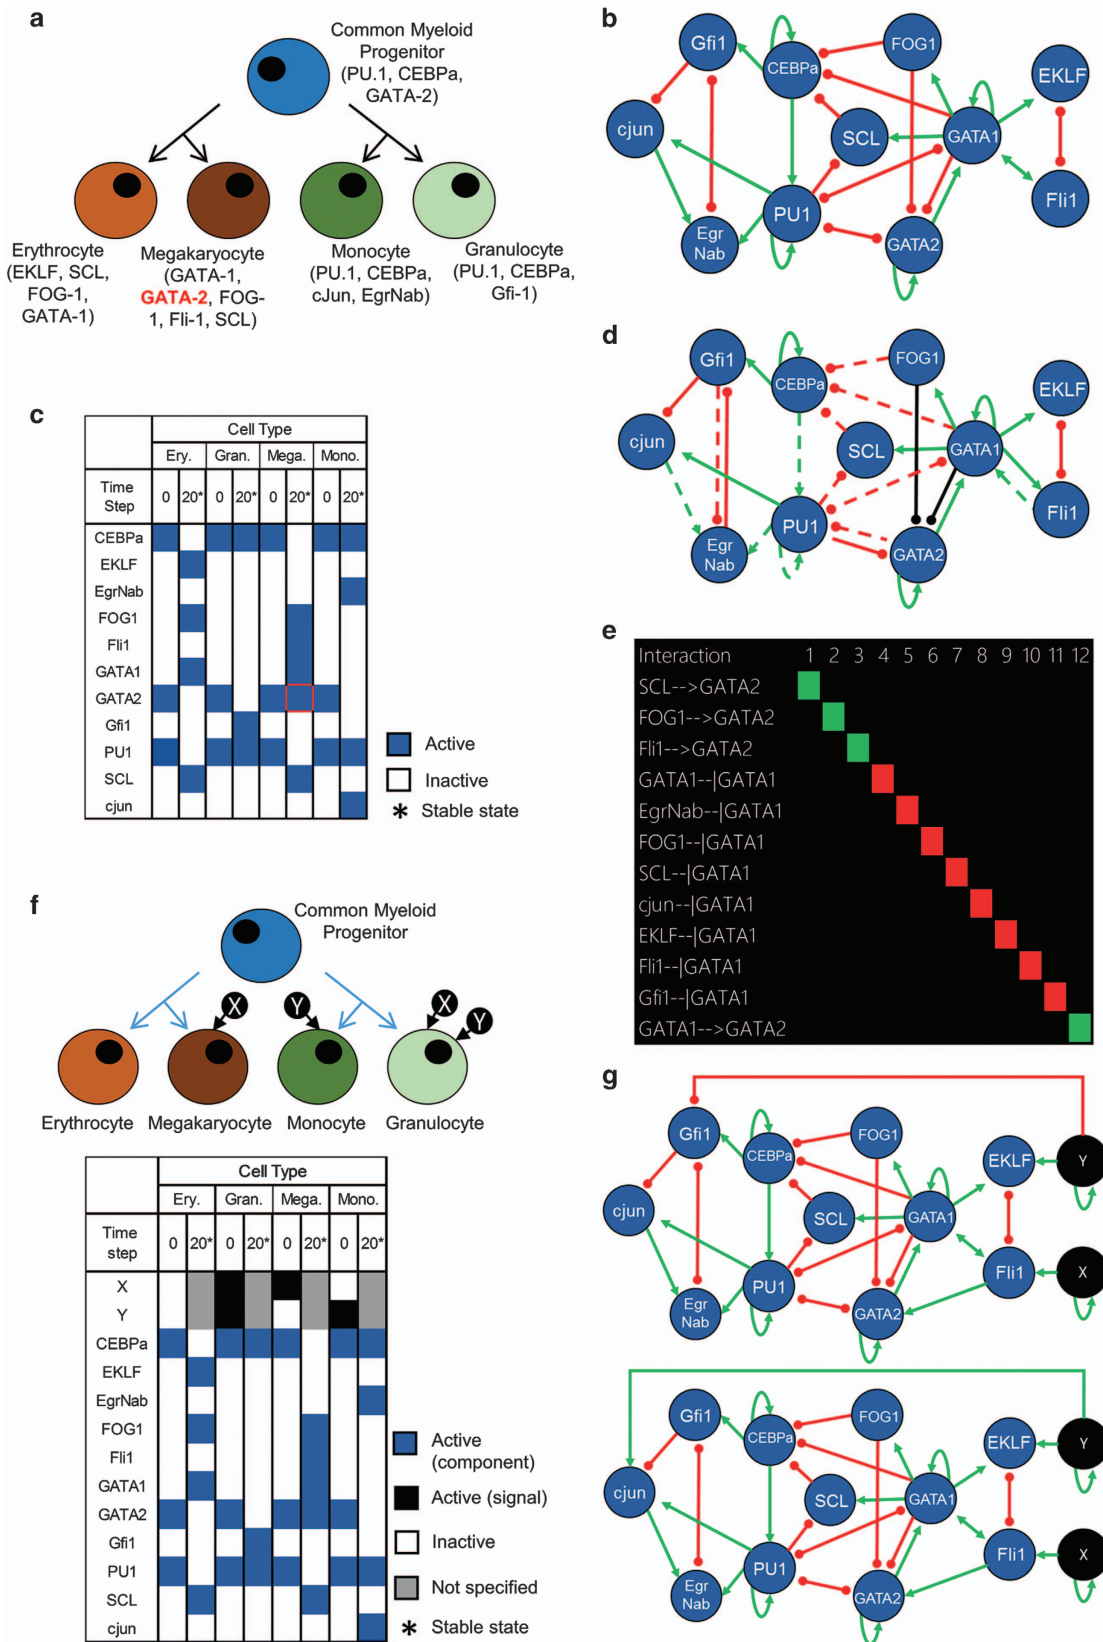 a
Common Myeloid
Progenitor
(PU.1, CEBPa,
GATA-2)
Erythrocyte
(EKLF, SCL,
FOG-1,
GATA-1)
Megakaryocyte
(GATA-1,
GATA-2, FOG-
1, Fli-1, SCL)
Monocyte
(PU.1, CEBPa,
cJun, EgrNab)
Granulocyte
(PU.1, CEBPa,
Gfi-1)
b
Gfi1
CEBPa
FOG1
EKLF
cjun
SCL
GATA1
Fli1
PU1
Egr
Nab
GATA2
c
Cell Type
Ery. Gran. Mega. Mono.
Time
Step
0 20* 0 20* 0 20* 0 20*
CEBPa
EKLF
EgrNab
FOG1
Fli1
GATA1
GATA2
Gfi1
PU1
SCL
cjun
Active
Inactive
* Stable state
d
Gfi1
CEBPa
FOG1
EKLF
cjun
SCL
GATA1
Fli1
PU1
Egr
Nab
GATA2
e
Interaction 1 2 3 4 5 6 7 8 9 10 11 12
SCL-->GATA2
FOG1-->GATA2
Fli1-->GATA2
GATA1--|GATA1
EgrNab--|GATA1
FOG1--|GATA1
SCL--|GATA1
cjun--|GATA1
EKLF--|GATA1
Fli1--|GATA1
Gfi1--|GATA1
GATA1-->GATA2
f
Common Myeloid
Progenitor
X
Y
X
Y
Erythrocyte Megakaryocyte Monocyte Granulocyte
Cell Type
Ery. Gran. Mega. Mono.
Time
step
0 20* 0 20* 0 20* 0 20*
X
Y
CEBPa
EKLF
EgrNab
FOG1
Fli1
GATA1
GATA2
Gfi1
PU1
SCL
cjun
Active
(component)
Active (signal)
Inactive
Not specified
* Stable state
g
Gfi1
CEBPa
FOG1
EKLF
Y
cjun
SCL
GATA1
Fli1
X
PU1
Egr
Nab
GATA2
Gfi1
CEBPa
FOG1
EKLF
Y
cjun
SCL
GATA1
Fli1
X
PU1
Egr
Nab
GATA2